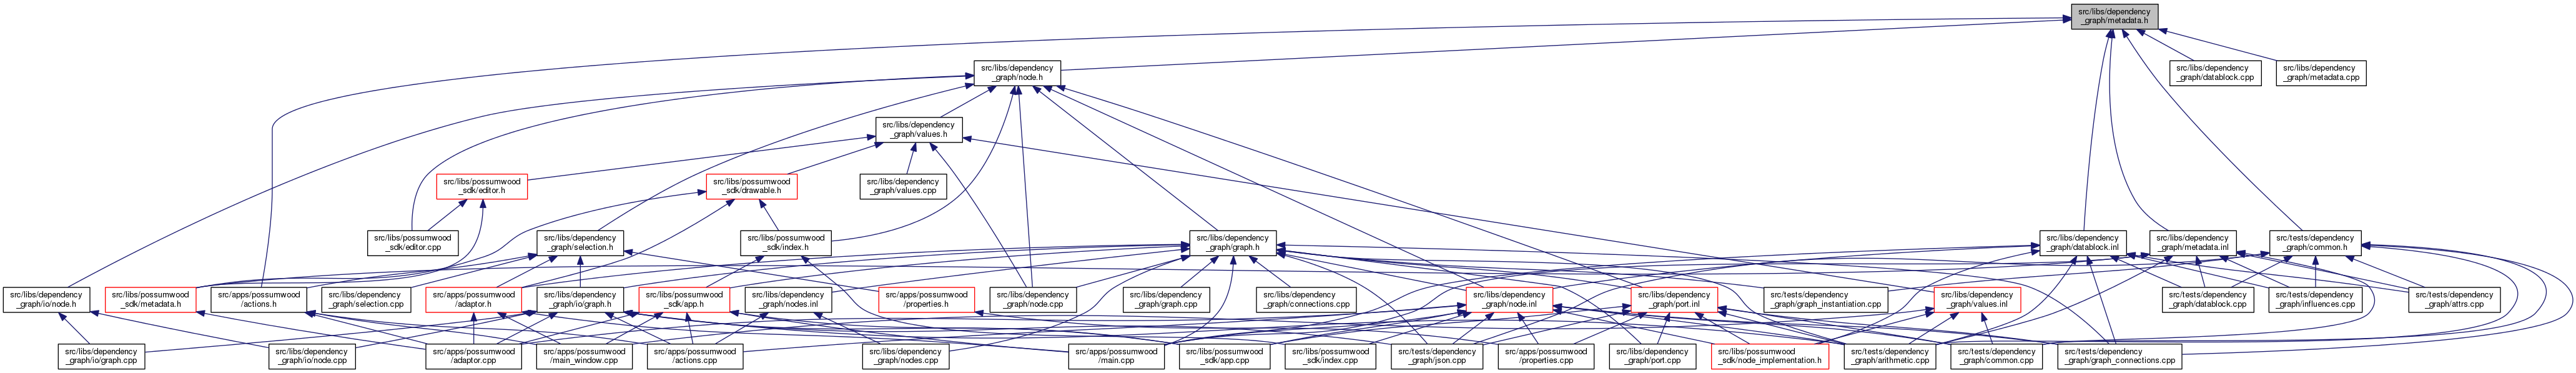 src/libs/dependency
_graph/metadata.h
src/libs/dependency
_graph/node.h
src/libs/dependency
_graph/datablock.cpp
src/libs/dependency
_graph/metadata.cpp
src/libs/dependency
_graph/values.h
src/libs/possumwood
_sdk/editor.h
src/libs/possumwood
_sdk/drawable.h
src/libs/dependency
_graph/values.cpp
src/libs/possumwood
_sdk/editor.cpp
src/libs/dependency
_graph/selection.h
src/libs/possumwood
_sdk/index.h
src/libs/dependency
_graph/graph.h
src/libs/dependency
_graph/datablock.inl
src/libs/dependency
_graph/metadata.inl
src/tests/dependency
_graph/common.h
src/libs/dependency
_graph/io/node.h
src/libs/possumwood
_sdk/metadata.h
src/apps/possumwood
/actions.h
src/libs/dependency
_graph/selection.cpp
src/apps/possumwood
/adaptor.h
src/libs/dependency
_graph/io/graph.h
src/libs/possumwood
_sdk/app.h
src/libs/dependency
_graph/nodes.inl
src/apps/possumwood
/properties.h
src/libs/dependency
_graph/node.cpp
src/libs/dependency
_graph/graph.cpp
src/libs/dependency
_graph/connections.cpp
src/libs/dependency
_graph/node.inl
src/libs/dependency
_graph/port.inl
src/tests/dependency
_graph/graph_instantiation.cpp
src/libs/dependency
_graph/values.inl
src/tests/dependency
_graph/datablock.cpp
src/tests/dependency
_graph/influences.cpp
src/tests/dependency
_graph/attrs.cpp
src/libs/dependency
_graph/io/graph.cpp
src/libs/dependency
_graph/io/node.cpp
src/apps/possumwood
/adaptor.cpp
src/apps/possumwood
/main_window.cpp
src/apps/possumwood
/actions.cpp
src/libs/dependency
_graph/nodes.cpp
src/apps/possumwood
/main.cpp
src/libs/possumwood
_sdk/app.cpp
src/libs/possumwood
_sdk/index.cpp
src/tests/dependency
_graph/json.cpp
src/apps/possumwood
/properties.cpp
src/libs/dependency
_graph/port.cpp
src/libs/possumwood
_sdk/node_implementation.h
src/tests/dependency
_graph/arithmetic.cpp
src/tests/dependency
_graph/common.cpp
src/tests/dependency
_graph/graph_connections.cpp